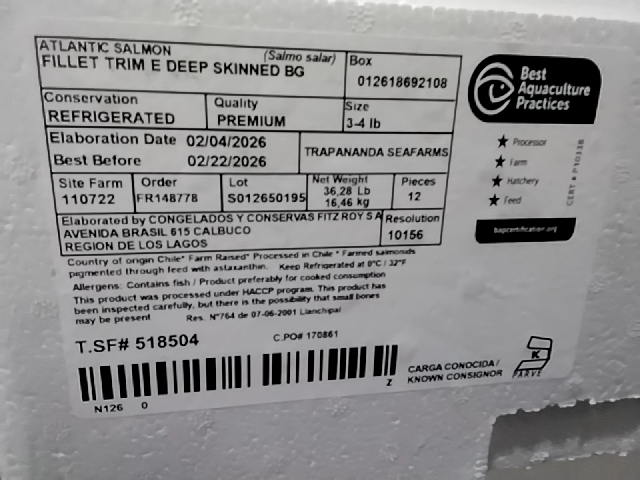 ATLANTIC SALMON (Salmo salar)
FILLET TRIM E DEEP SKINNED BG
Box
012618692108
Conservation
REFRIGERATED
Quality
PREMIUM
Size
3-4 lb
Elaboration Date 02/04/2026
Best Before 02/22/2026
TRAPANANDA SEAFARMS
Site Farm
110722
Order
FR148778
Lot
S012650195
Net Weight
36,28 Lb
16,46 kg
Pieces
12
Elaborated by CONGELADOS Y CONSERVAS FITZ ROY S A
AVENIDA BRASIL 615 CALBUCO
REGION DE LOS LAGOS
Resolution
10156
Country of origin Chile* Farm Raised* Processed in Chile * Farmed salmonids
pigmented through feed with astaxanthin. Keep Refrigerated at 0°C / 32°F
Allergens: Contains fish / Product preferably for cooked consumption
This product was processed under HACCP program. This product has
been inspected carefully, but there is the possibility that small bones
may be present Res. N°764 de 07-06-2001 Llanchipal
T.SF# 518504
C.PO# 170861
N126 0
Z
CARGA CONOCIDA /
KNOWN CONSIGNOR
K
PARVE
Best
Aquaculture
Practices
Processor
Farm
Hatchery
Feed
bapcertification.org
CERT # P10338